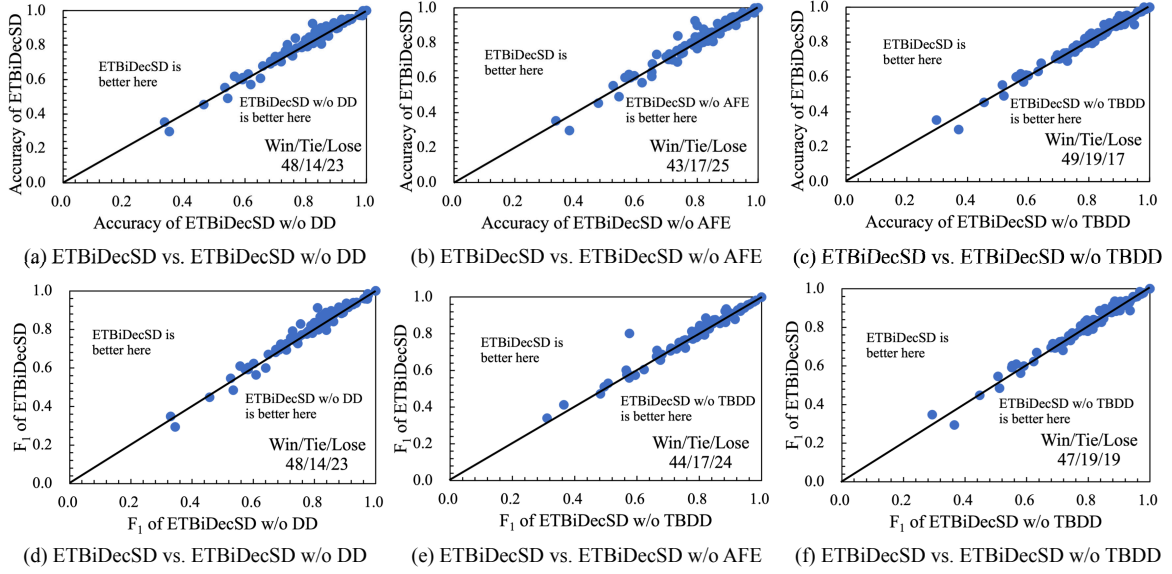 Accuracy of ETBiDecSD
1.0
0.8
0.6
0.4
0.2
0.0
ETBiDecSD is
better here
ETBiDecSD w/o DD
is better here
Win/Tie/Lose
48/14/23
0.0 0.2 0.4 0.6 0.8 1.0
Accuracy of ETBiDecSD w/o DD
(a) ETBiDecSD vs. ETBiDecSD w/o DD
Accuracy of ETBiDecSD
1.0
0.8
0.6
0.4
0.2
0.0
ETBiDecSD is
better here
ETBiDecSD w/o AFE
is better here
Win/Tie/Lose
43/17/25
0.0 0.2 0.4 0.6 0.8 1.0
Accuracy of ETBiDecSD w/o AFE
(b) ETBiDecSD vs. ETBiDecSD w/o AFE
Accuracy of ETBiDecSD
1.0
0.8
0.6
0.4
0.2
0.0
ETBiDecSD is
better here
ETBiDecSD w/o TBDD
is better here
Win/Tie/Lose
49/19/17
0.0 0.2 0.4 0.6 0.8 1.0
Accuracy of ETBiDecSD w/o TBDD
(c) ETBiDecSD vs. ETBiDecSD w/o TBDD
F1 of ETBiDecSD
1.0
0.8
0.6
0.4
0.2
0.0
ETBiDecSD is
better here
ETBiDecSD w/o DD
is better here
Win/Tie/Lose
48/14/23
0.0 0.2 0.4 0.6 0.8 1.0
F1 of ETBiDecSD w/o DD
(d) ETBiDecSD vs. ETBiDecSD w/o DD
F1 of ETBiDecSD
1.0
0.8
0.6
0.4
0.2
0.0
ETBiDecSD is
better here
ETBiDecSD w/o TBDD
is better here
Win/Tie/Lose
44/17/24
0.0 0.2 0.4 0.6 0.8 1.0
F1 of ETBiDecSD w/o TBDD
(e) ETBiDecSD vs. ETBiDecSD w/o AFE
F1 of ETBiDecSD
1.0
0.8
0.6
0.4
0.2
0.0
ETBiDecSD is
better here
ETBiDecSD w/o TBDD
is better here
Win/Tie/Lose
47/19/19
0.0 0.2 0.4 0.6 0.8 1.0
F1 of ETBiDecSD w/o TBDD
(f) ETBiDecSD vs. ETBiDecSD w/o TBDD